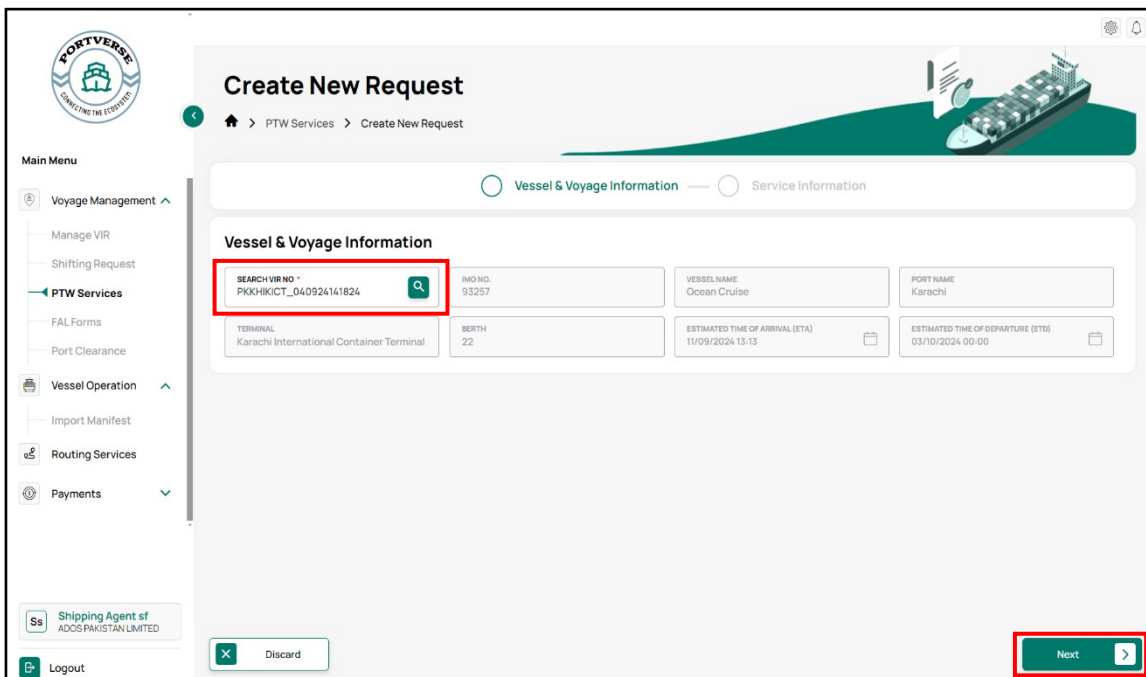 PORTVERSE
CONNECTING THE ECOSYSTEM
Main Menu
Voyage Management
Manage VIR
Shifting Request
PTW Services
FAL Forms
Port Clearance
Vessel Operation
Import Manifest
Routing Services
Payments
Ss
Shipping Agent sf
ADOS PAKISTAN LIMITED
Logout
Create New Request
> PTW Services > Create New Request
Vessel & Voyage Information
Service Information
Vessel & Voyage Information
SEARCH VIR NO *
PKKHIKICT_040924141824
IMO NO.
93257
VESSEL NAME
Ocean Cruise
PORT NAME
Karachi
TERMINAL
Karachi International Container Terminal
BERTH
22
ESTIMATED TIME OF ARRIVAL (ETA)
11/09/2024 13:13
ESTIMATED TIME OF DEPARTURE (ETD)
03/10/2024 00:00
Discard
Next